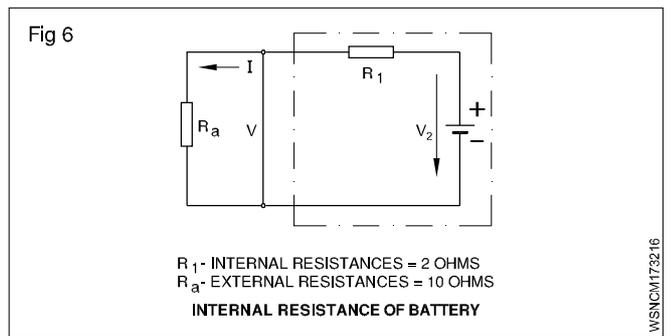 Fig 6
I
R1
Ra
V
V2
+
−
R1- INTERNAL RESISTANCES = 2 OHMS
Ra- EXTERNAL RESISTANCES = 10 OHMS
INTERNAL RESISTANCE OF BATTERY
WSNCM173216